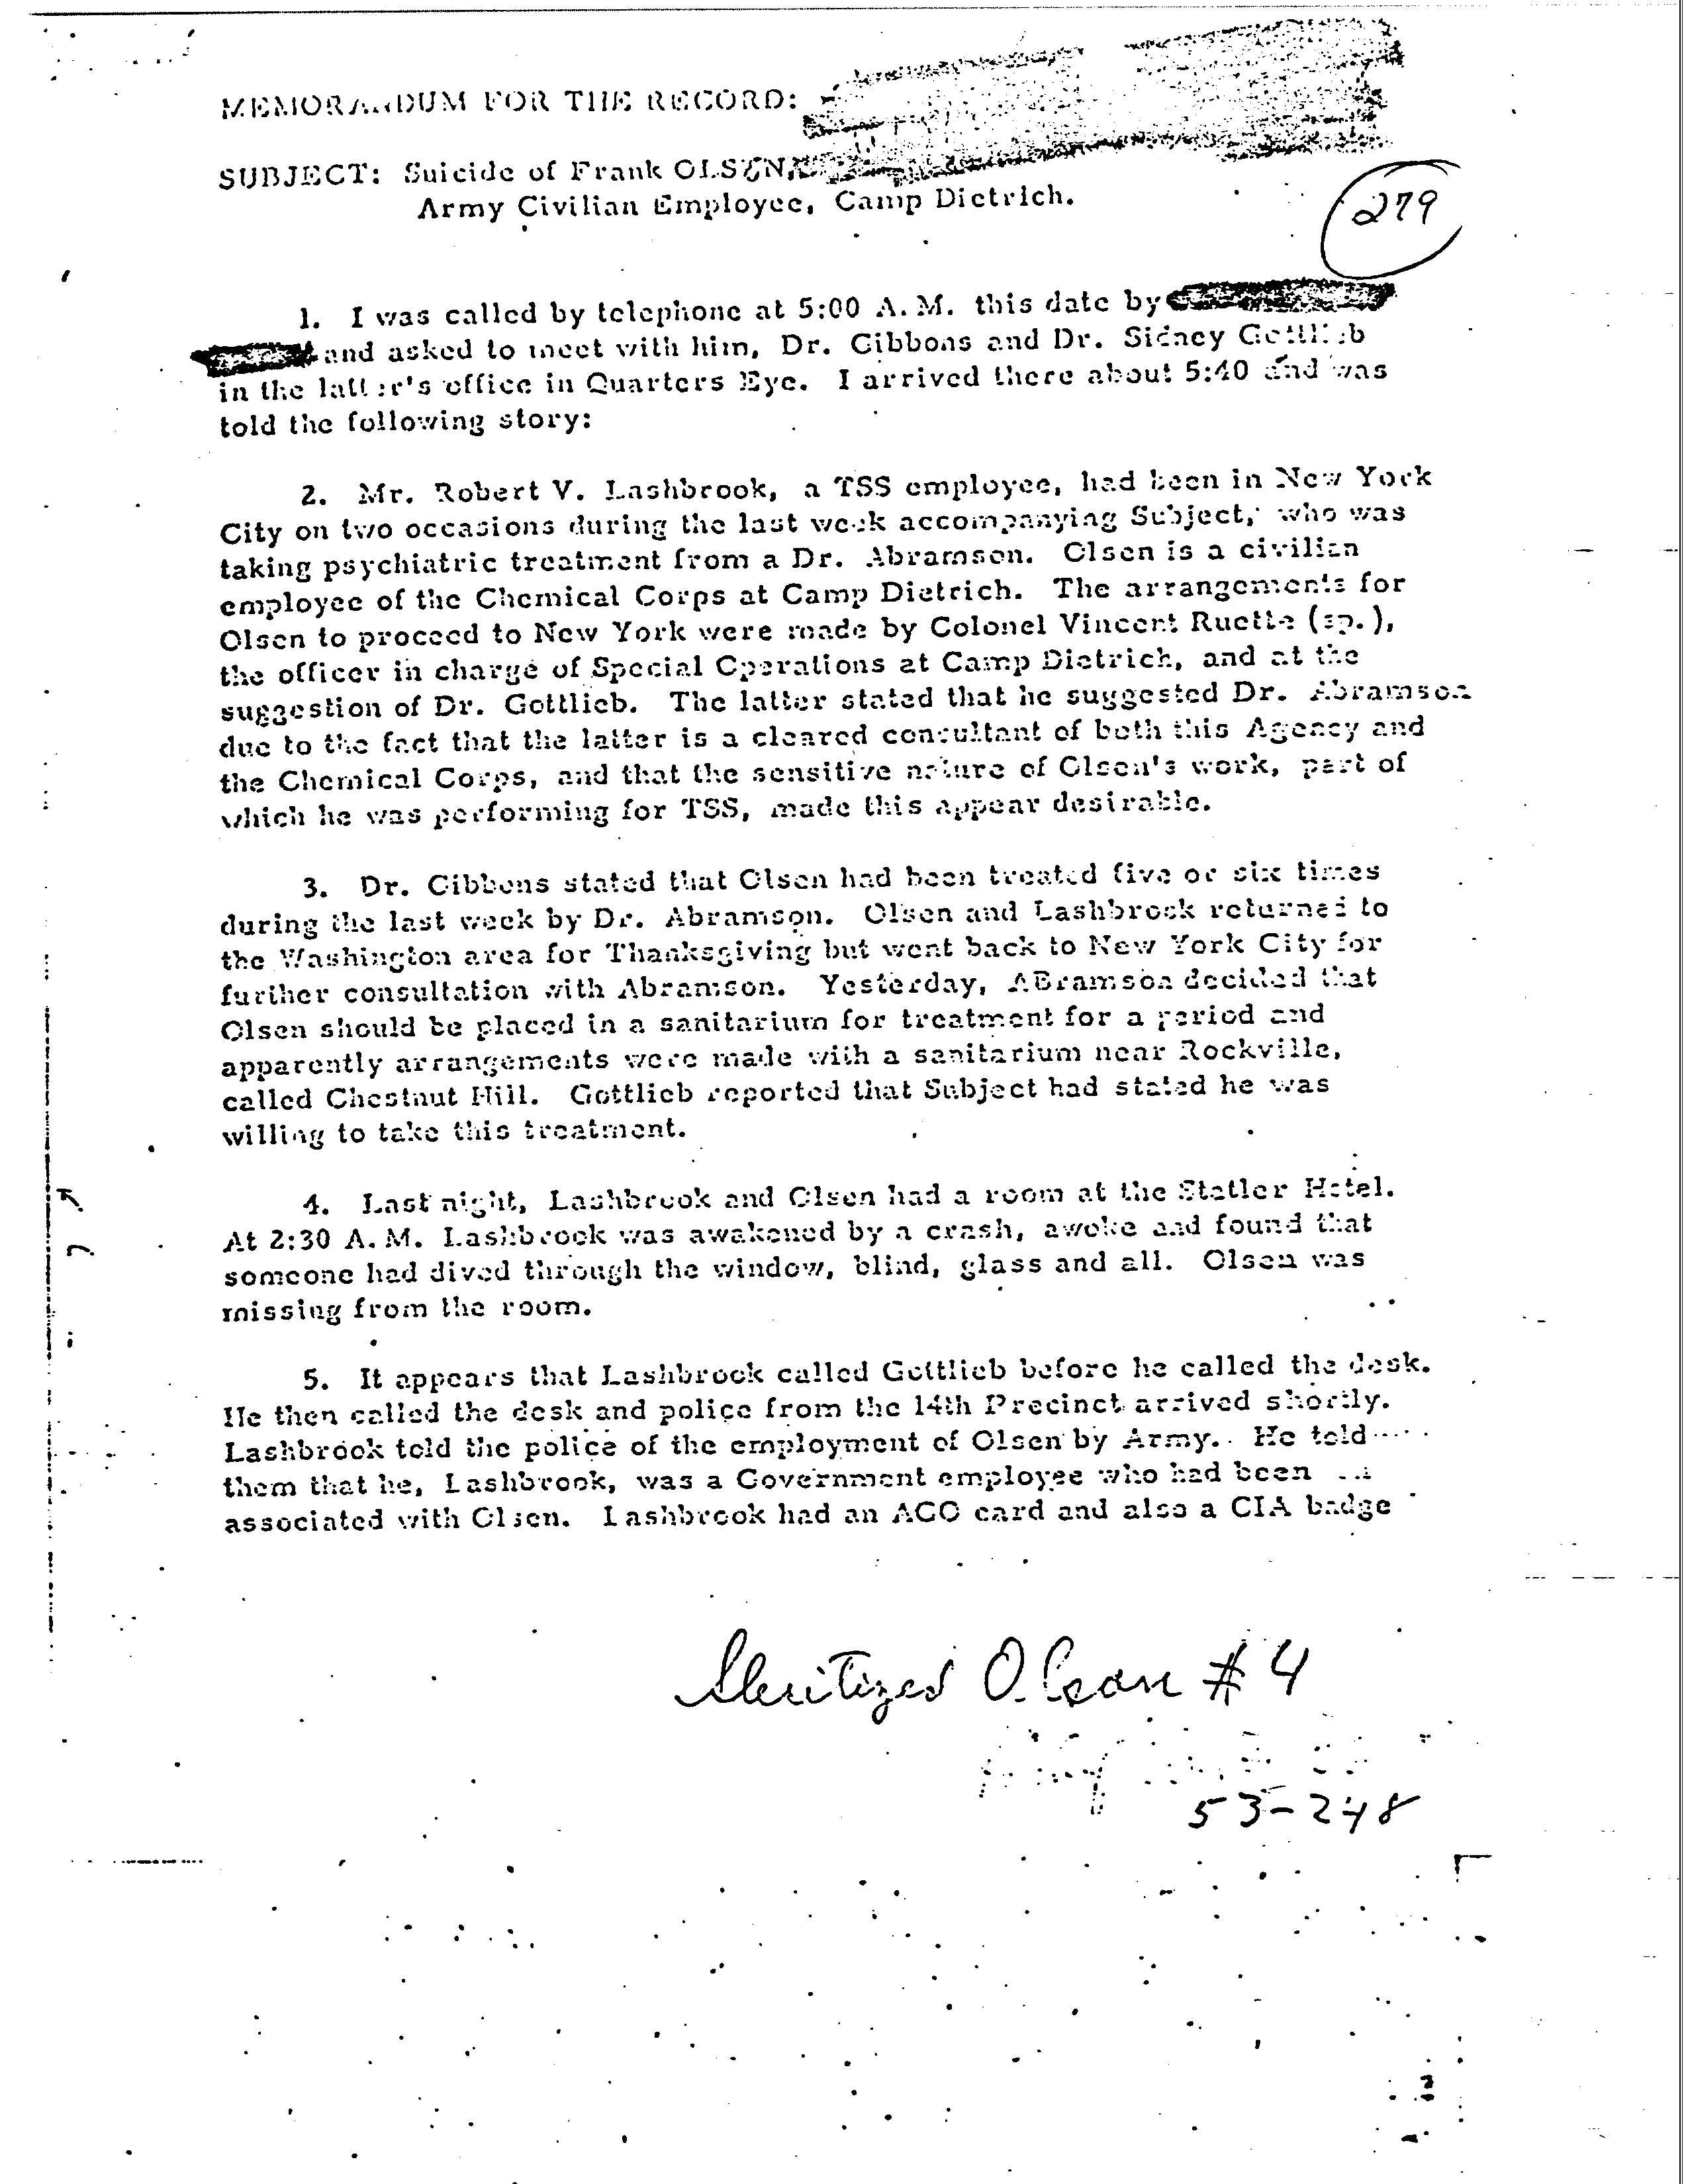 MEMORANDUM FOR THE RECORD:
SUBJECT: Suicide of Frank OLSEN,
Army Civilian Employee, Camp Dietrich.
279
1. I was called by telephone at 5:00 A. M. this date by
and asked to meet with him, Dr. Gibbons and Dr. Sidney Gottlieb
in the latter's office in Quarters Eye. I arrived there about 5:40 and was
told the following story:
2. Mr. Robert V. Lashbrook, a TSS employee, had been in New York
City on two occasions during the last week accompanying Subject, who was
taking psychiatric treatment from a Dr. Abramson. Olsen is a civilian
employee of the Chemical Corps at Camp Dietrich. The arrangements for
Olsen to proceed to New York were made by Colonel Vincent Ruette (sp.),
the officer in charge of Special Operations at Camp Dietrich, and at the
suggestion of Dr. Gottlieb. The latter stated that he suggested Dr. Abramson
due to the fact that the latter is a cleared consultant of both this Agency and
the Chemical Corps, and that the sensitive nature of Olsen's work, part of
which he was performing for TSS, made this appear desirable.
3. Dr. Gibbons stated that Olsen had been treated five or six times
during the last week by Dr. Abramson. Olsen and Lashbrook returned to
the Washington area for Thanksgiving but went back to New York City for
further consultation with Abramson. Yesterday, ABramson decided that
Olsen should be placed in a sanitarium for treatment for a period and
apparently arrangements were made with a sanitarium near Rockville,
called Chestnut Hill. Gottlieb reported that Subject had stated he was
willing to take this treatment.
4. Last night, Lashbrook and Olsen had a room at the Statler Hotel.
At 2:30 A. M. Lashbrook was awakened by a crash, awoke and found that
someone had dived through the window, blind, glass and all. Olsen was
missing from the room.
5. It appears that Lashbrook called Gottlieb before he called the desk.
He then called the desk and police from the 14th Precinct arrived shortly.
Lashbrook told the police of the employment of Olsen by Army. He told
them that he, Lashbrook, was a Government employee who had been
associated with Olsen. Lashbrook had an AGO card and also a CIA badge
Olson # 4
53-248